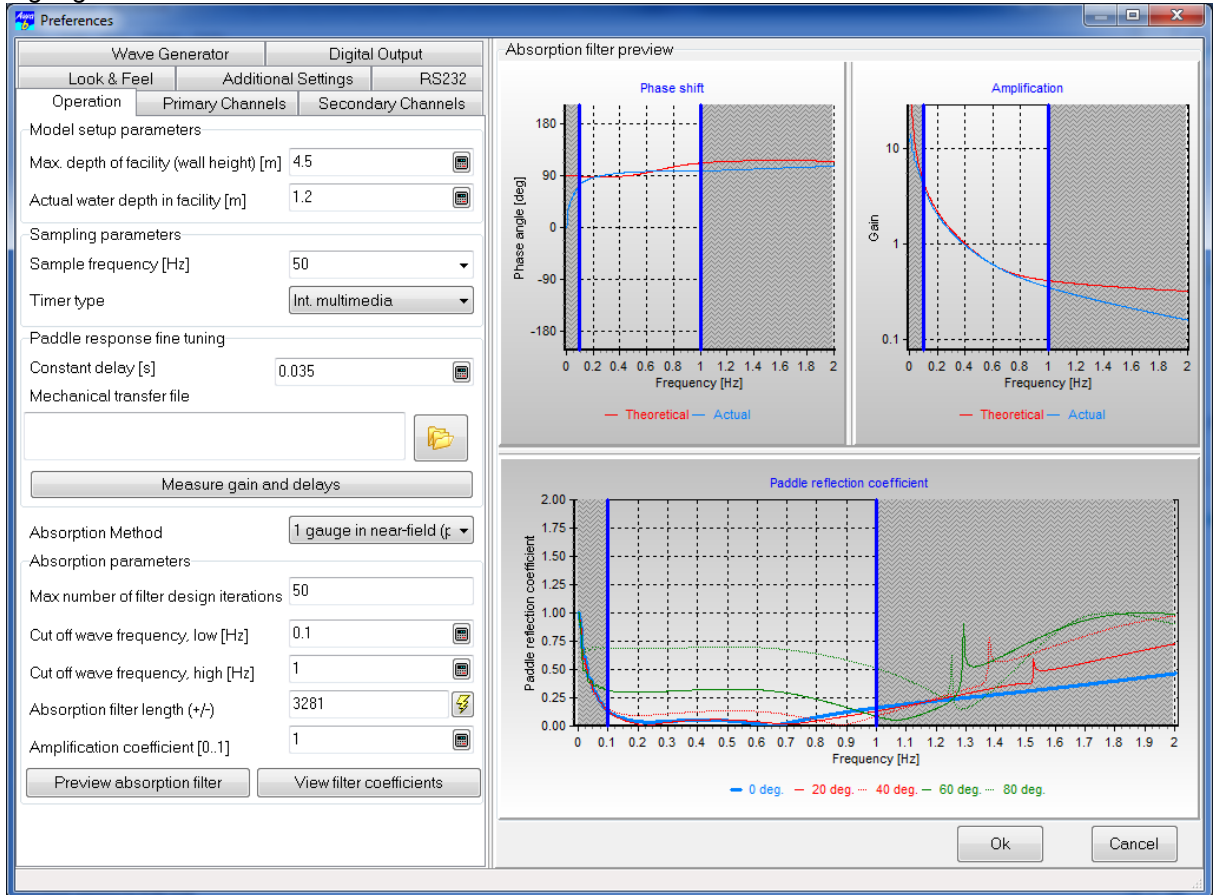 Awa
6
Preferences
Wave Generator
Digital Output
Look & Feel
Additional Settings
RS232
Operation
Primary Channels
Secondary Channels
Model setup parameters
Max. depth of facility (wall height) [m] 4.5
Actual water depth in facility [m] 1.2
Sampling parameters
Sample frequency [Hz] 50
Timer type Int. multimedia
Paddle response fine tuning
Constant delay [s] 0.035
Mechanical transfer file
Measure gain and delays
Absorption Method 1 gauge in near-field (p
Absorption parameters
Max number of filter design iterations 50
Cut off wave frequency, low [Hz] 0.1
Cut off wave frequency, high [Hz] 1
Absorption filter length (+/-) 3281
Amplification coefficient [0..1] 1
Preview absorption filter
View filter coefficients
Absorption filter preview
Phase shift
180
90
0
-90
-180
Phase angle [deg]
0 0.2 0.4 0.6 0.8 1 1.2 1.4 1.6 1.8 2
Frequency [Hz]
Theoretical Actual
Amplification
10
1
0.1
Gain
0 0.2 0.4 0.6 0.8 1 1.2 1.4 1.6 1.8 2
Frequency [Hz]
Theoretical Actual
Paddle reflection coefficient
2.00
1.75
1.50
1.25
1.00
0.75
0.50
0.25
0.00
Paddle reflection coefficient
0 0.1 0.2 0.3 0.4 0.5 0.6 0.7 0.8 0.9 1 1.1 1.2 1.3 1.4 1.5 1.6 1.7 1.8 1.9 2
Frequency [Hz]
0 deg. 20 deg. 40 deg. 60 deg. 80 deg.
Ok
Cancel